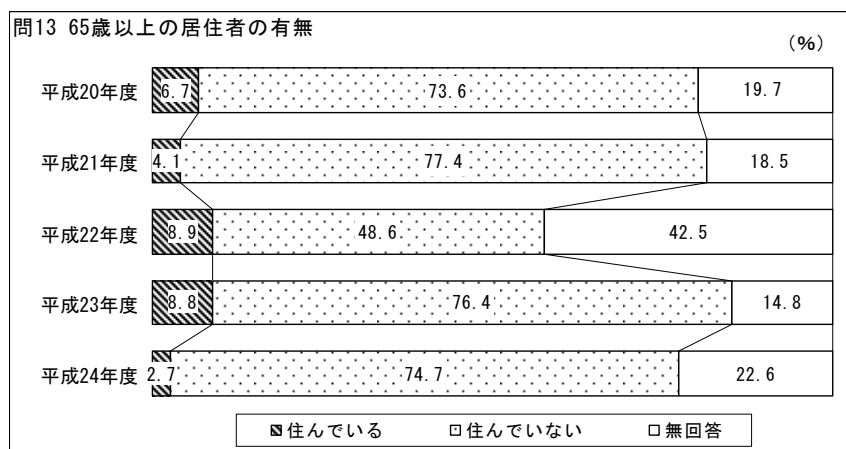 問13 65歳以上の居住者の有無
(%)
平成20年度 6.7 73.6 19.7
平成21年度 4.1 77.4 18.5
平成22年度 8.9 48.6 42.5
平成23年度 8.8 76.4 14.8
平成24年度 2.7 74.7 22.6
住んでいる 住んでいない 無回答